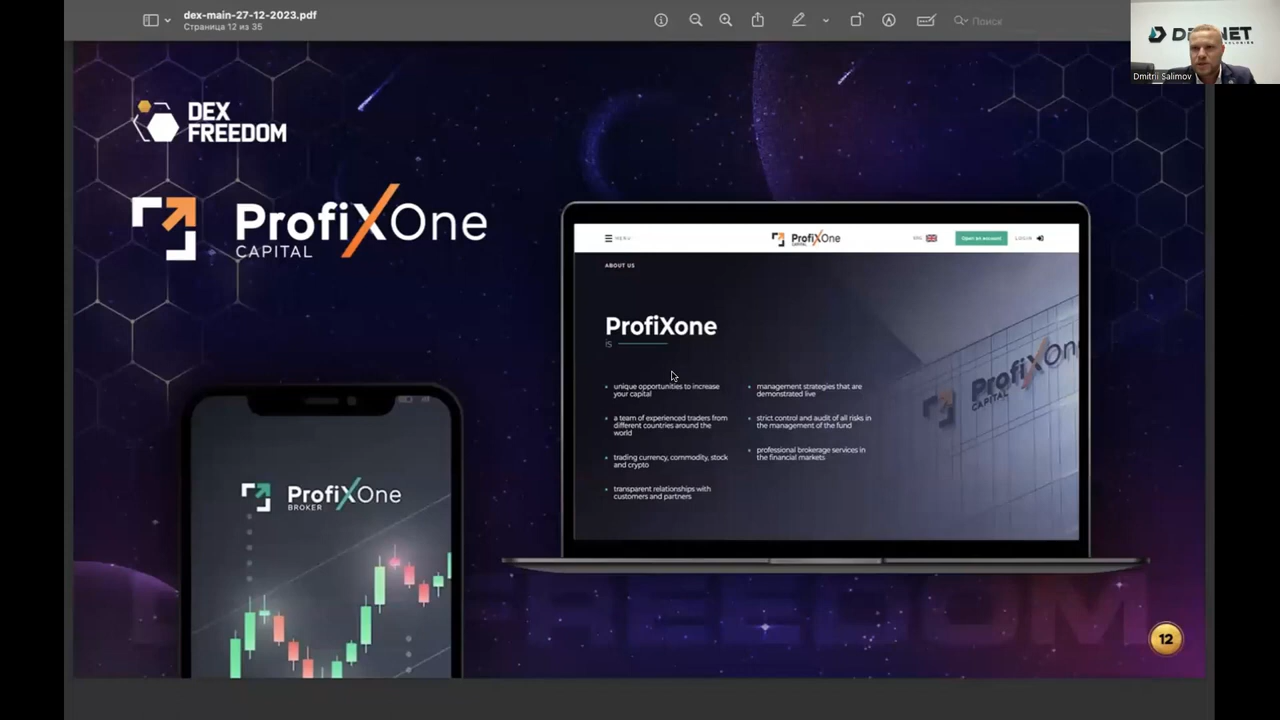 dex-main-27-12-2023.pdf
Страница 12 из 35
Поиск
Dmitrii Salimov
DEX
FREEDOM
ProfiXOne
CAPITAL
MENU
ProfiXOne
CAPITAL
ENG
Open an account
LOGIN
ABOUT US
ProfiXone
is
unique opportunities to increase
your capital
a team of experienced traders from
different countries around the
world
trading currency, commodity, stock
and crypto
transparent relationships with
customers and partners
management strategies that are
demonstrated live
strict control and audit of all risks in
the management of the fund
professional brokerage services in
the financial markets
ProfiXOn
CAPITAL
ProfiXOne
BROKER
FREEDOM
12